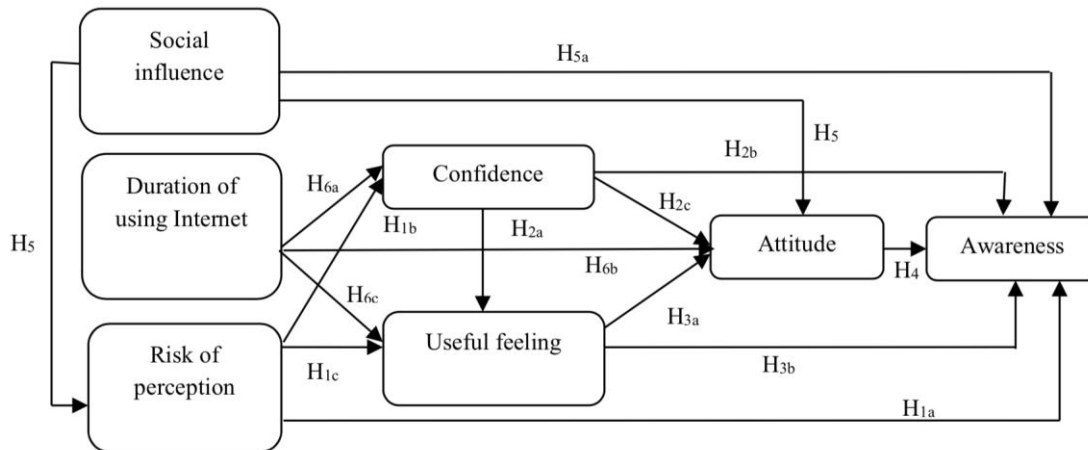 Social
influence
H5a
H5
H2b
Duration of
using Internet
H6a
Confidence
H2c
H1b
H2a
H5
Attitude
Awareness
H6b
H4
H6c
H3a
Risk of
perception
Useful feeling
H1c
H3b
H1a